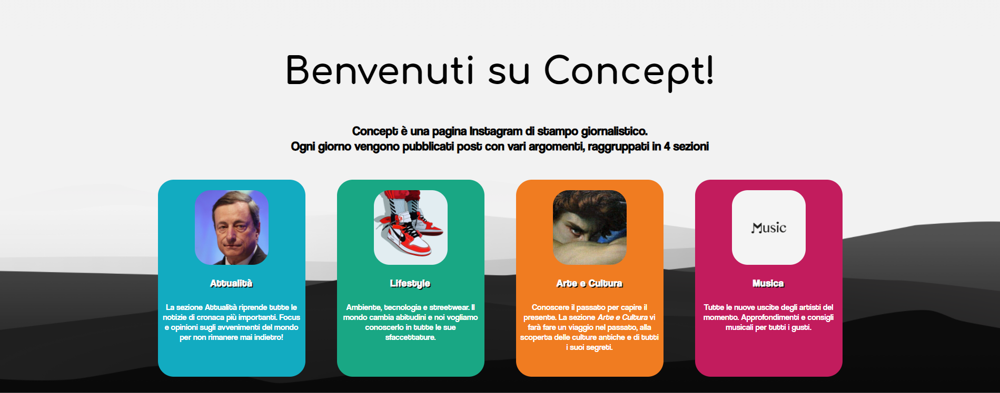 Benvenuti su Concept!
Concept è una pagina Instagram di stampo giornalistico.
Ogni giorno vengono pubblicati post con vari argomenti, raggruppati in 4 sezioni
Attualità
La sezione Attualità riprende tutte le
notizie di cronaca più importanti. Focus
e opinioni sugli avvenimenti del mondo
per non rimanere mai indietro!
Lifestyle
Ambiente, tecnologia e streetwear. Il
mondo cambia abitudini e noi vogliamo
conoscerlo in tutte le sue
sfaccettature.
Arte e Cultura
Conoscere il passato per capire il
presente. La sezione Arte e Cultura vi
farà fare un viaggio nel passato, alla
scoperta delle culture antiche e di tutti
i suoi segreti.
Music
Musica
Tutte le nuove uscite degli artisti del
momento. Approfondimenti e consigli
musicali per tutti i gusti.